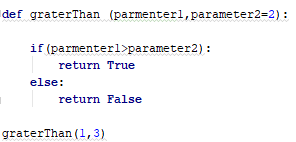 def graterThan (parmenter1,parameter2=2):
if(parmenter1>parameter2):
return True
else:
return False
graterThan(1,3)